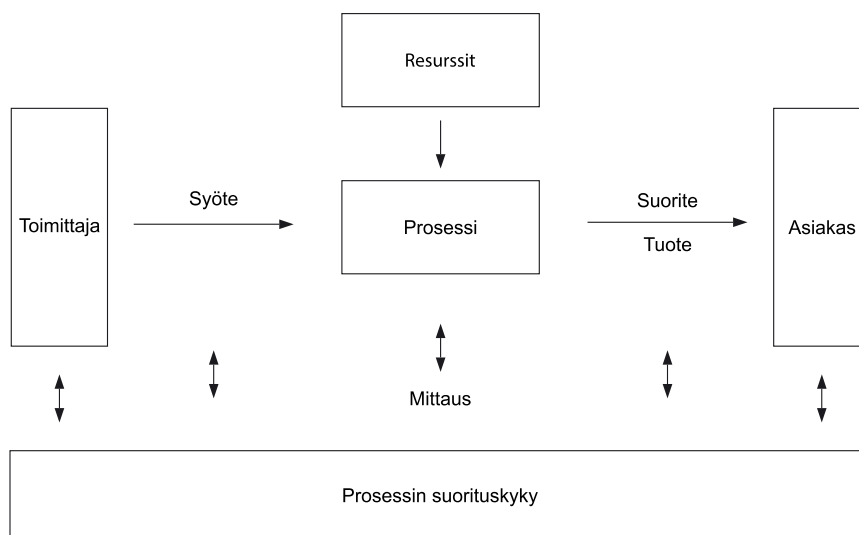 Resurssit
Toimittaja
Syöte
Prosessi
Suorite
Tuote
Asiakas
Mittaus
Prosessin suorituskyky